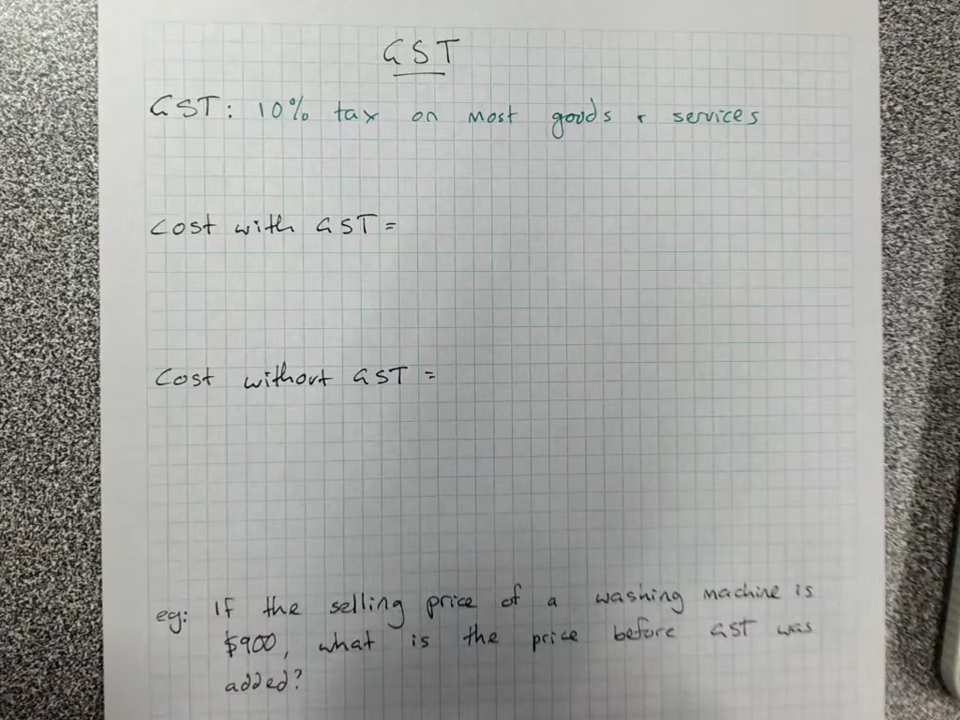 GST
GST: 10% tax on most goods + services
Cost with GST =
Cost without GST =
eg: If the selling price of a washing machine is
$900, what is the price before GST was
added?